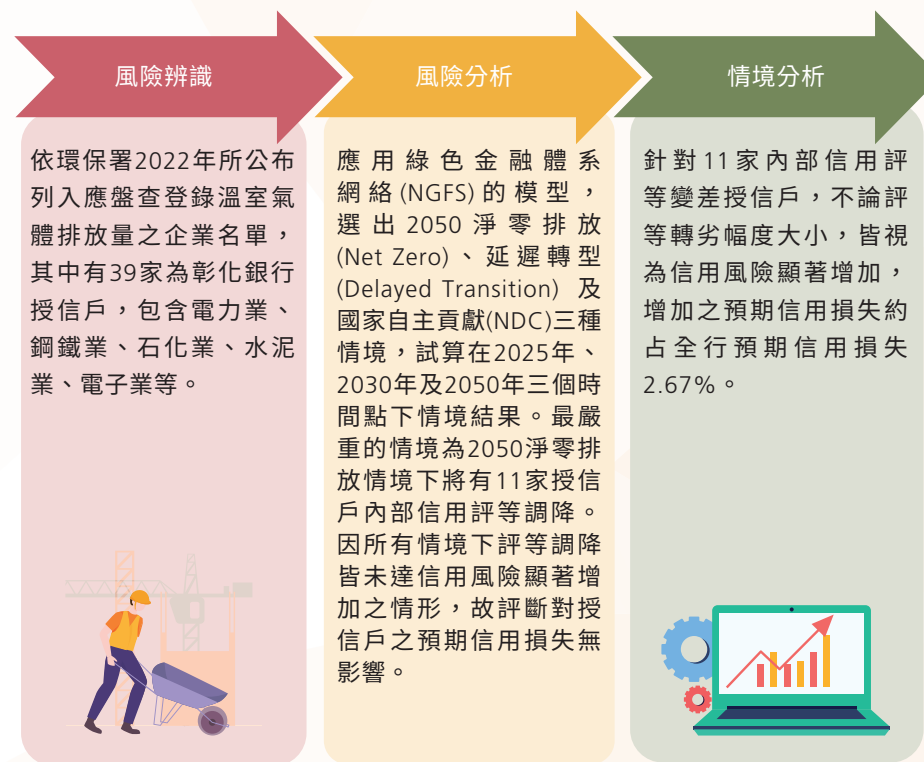 風險辨識
依環保署2022年所公布
列入應盤查登錄溫室氣
體排放量之企業名單，
其中有39家為彰化銀行
授信戶，包含電力業、
鋼鐵業、石化業、水泥
業、電子業等。
風險分析
應用綠色金融體系
網絡(NGFS)的模型，
選出2050淨零排放
(Net Zero)、延遲轉型
(Delayed Transition) 及
國家自主貢獻(NDC)三種
情境，試算在2025年、
2030年及2050年三個時
間點下情境結果。最嚴
重的情境為2050淨零排
放情境下將有11家授信
戶內部信用評等調降。
因所有情境下評等調降
皆未達信用風險顯著增
加之情形，故評斷對授
信戶之預期信用損失無
影響。
情境分析
針對11家內部信用評
等變差授信戶，不論評
等轉劣幅度大小，皆視
為信用風險顯著增加，
增加之預期信用損失約
占全行預期信用損失
2.67%。